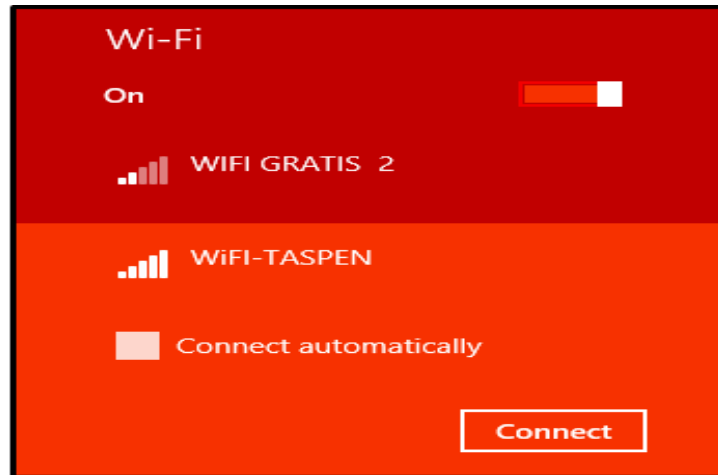 Wi-Fi
On
WIFI GRATIS 2
WiFI-TASPEN
Connect automatically
Connect